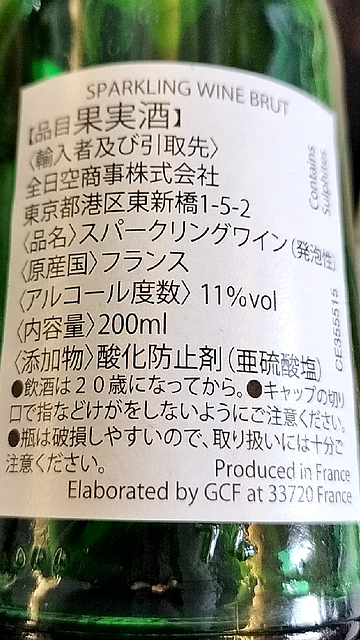 SPARKLING WINE BRUT
【品目果実酒】
〈輸入者及び引取先〉
全日空商事株式会社
東京都港区東新橋1-5-2
〈品名〉スパークリングワイン(発泡性)
〈原産国〉フランス
〈アルコール度数〉11%vol
〈内容量〉200ml
〈添加物〉酸化防止剤(亜硫酸塩)
●飲酒は20歳になってから。●キャップの切り
口で指などけがをしないようにご注意ください。
●瓶は破損しやすいので、取り扱いには十分ご
注意ください。
Produced in France
Elaborated by GCF at 33720 France
Contains
Sulphites
CE355515